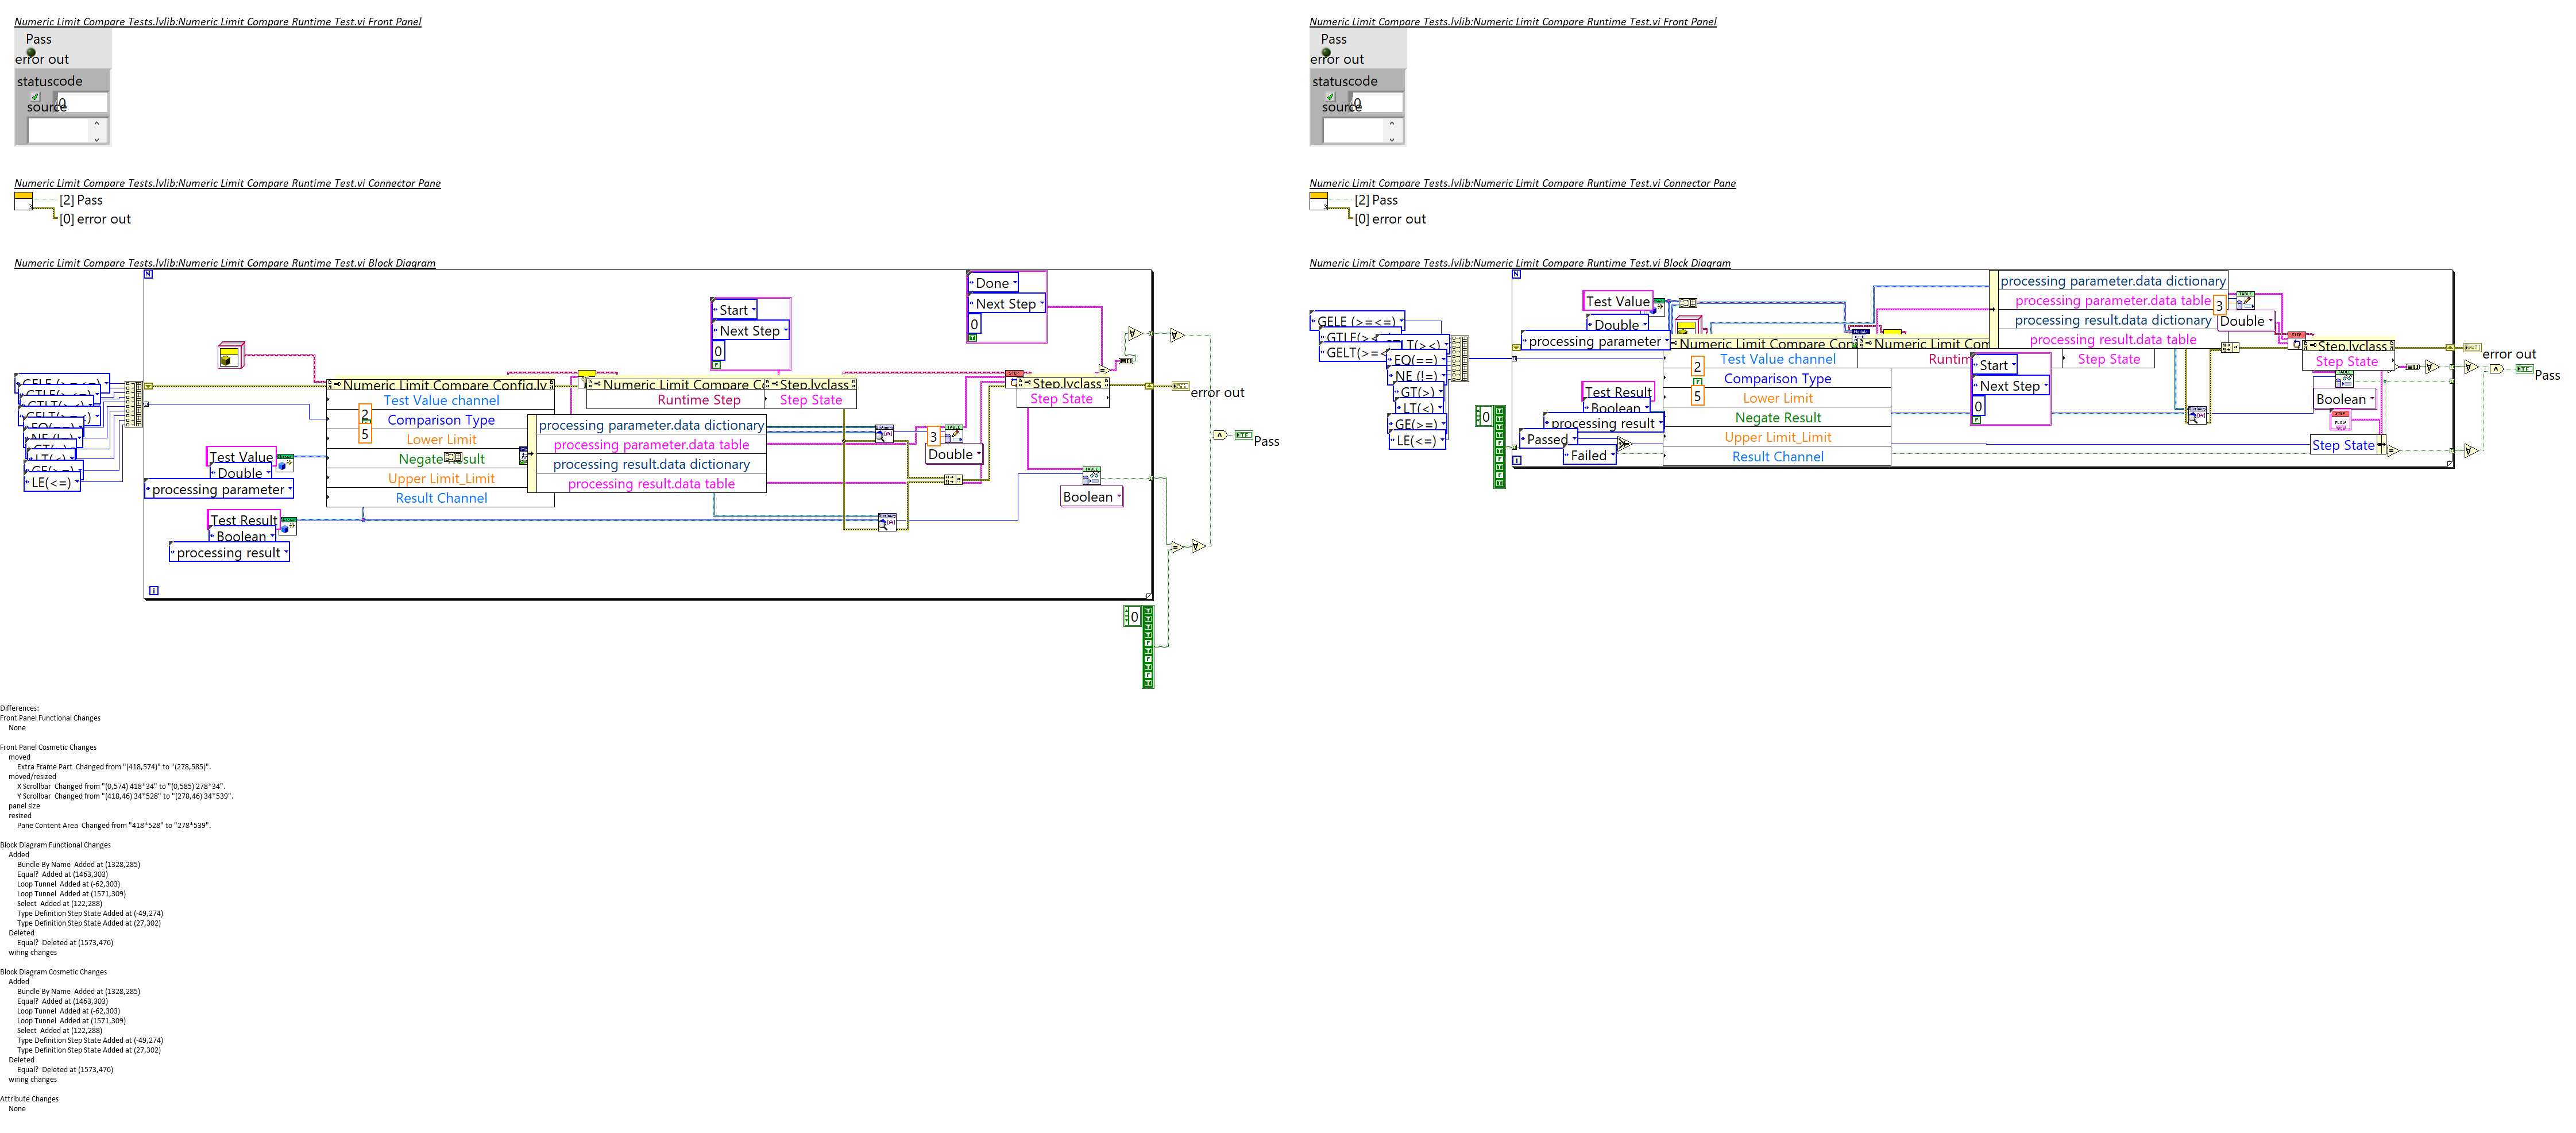 Numeric Limit Compare Tests.lvlib:Numeric Limit Compare Runtime Test.vi Front Panel
Pass
error out
status code
0
source
Numeric Limit Compare Tests.lvlib:Numeric Limit Compare Runtime Test.vi Connector Pane
[2] Pass
[0] error out
Numeric Limit Compare Tests.lvlib:Numeric Limit Compare Runtime Test.vi Block Diagram
N
Done
Next Step
0
Start
Next Step
0
Numeric Limit Compare Config.lv
Test Value channel
Comparison Type
Lower Limit
Negate Result
Upper Limit_Limit
Result Channel
2
5
Numeric Limit Compare C
Runtime Step
Step.lvclass
Step State
processing parameter.data dictionary
processing parameter.data table
processing result.data dictionary
processing result.data table
3
Double
Step.lvclass
Step State
Boolean
LE(<=)
Test Value
Double
processing parameter
Test Result
Boolean
processing result
i
0
error out
Pass
Numeric Limit Compare Tests.lvlib:Numeric Limit Compare Runtime Test.vi Front Panel
Pass
error out
status code
0
source
Numeric Limit Compare Tests.lvlib:Numeric Limit Compare Runtime Test.vi Connector Pane
[2] Pass
[0] error out
Numeric Limit Compare Tests.lvlib:Numeric Limit Compare Runtime Test.vi Block Diagram
N
GELE (>=<=)
EQ(==)
NE (!=)
GT(>)
LT(<)
GE(>=)
LE(<=)
0
Test Value
Double
processing parameter
Test Result
Boolean
processing result
Passed
Failed
i
Numeric Limit Compare Con
Test Value channel
Comparison Type
Lower Limit
Negate Result
Upper Limit_Limit
Result Channel
2
5
Numeric Limit Com
Step State
Start
Next Step
0
processing parameter.data dictionary
processing parameter.data table
processing result.data dictionary
processing result.data table
3
Double
Step.lvclass
Step State
Boolean
Step State
error out
Pass
Differences:
Front Panel Functional Changes
None
Front Panel Cosmetic Changes
moved
Extra Frame Part Changed from "(418,574)" to "(278,585)".
moved/resized
X Scrollbar Changed from "(0,574) 418*34" to "(0,585) 278*34".
Y Scrollbar Changed from "(418,46) 34*528" to "(278,46) 34*539".
panel size
resized
Pane Content Area Changed from "418*528" to "278*539".
Block Diagram Functional Changes
Added
Bundle By Name Added at (1328,285)
Equal? Added at (1463,303)
Loop Tunnel Added at (-62,303)
Loop Tunnel Added at (1571,309)
Select Added at (122,288)
Type Definition Step State Added at (-49,274)
Type Definition Step State Added at (27,302)
Deleted
Equal? Deleted at (1573,476)
wiring changes
Block Diagram Cosmetic Changes
Added
Bundle By Name Added at (1328,285)
Equal? Added at (1463,303)
Loop Tunnel Added at (-62,303)
Loop Tunnel Added at (1571,309)
Select Added at (122,288)
Type Definition Step State Added at (-49,274)
Type Definition Step State Added at (27,302)
Deleted
Equal? Deleted at (1573,476)
wiring changes
Attribute Changes
None